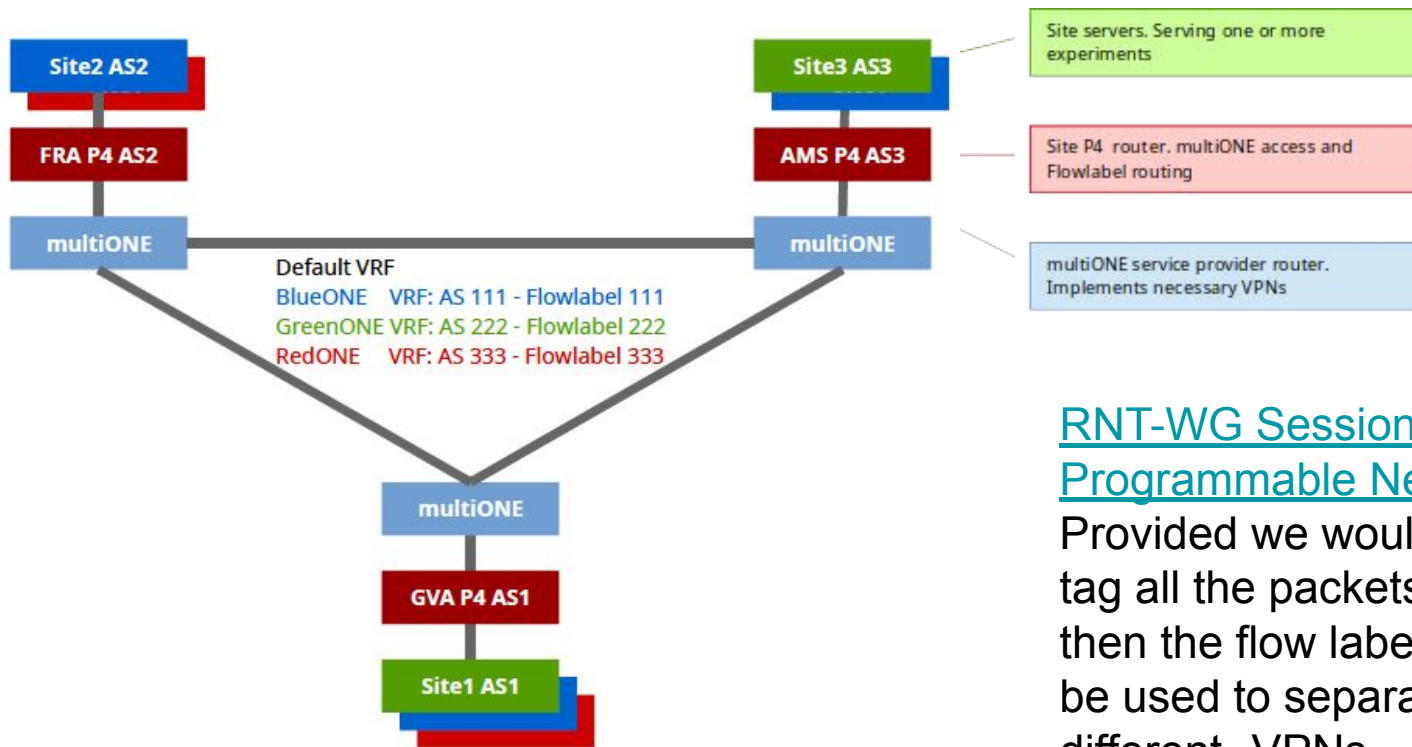 Site2 AS2
FRA P4 AS2
multiONE
Site3 AS3
AMS P4 AS3
multiONE
Site servers. Serving one or more
experiments
Site P4 router. multiONE access and
Flowlabel routing
multiONE service provider router.
Implements necessary VPNs
Default VRF
BlueONE VRF: AS 111 - Flowlabel 111
GreenONE VRF: AS 222 - Flowlabel 222
RedONE VRF: AS 333 - Flowlabel 333
multiONE
GVA P4 AS1
Site1 AS1
RNT-WG Session
Programmable Ne
Provided we woul
tag all the packets
then the flow labe
be used to separa
different VPNs